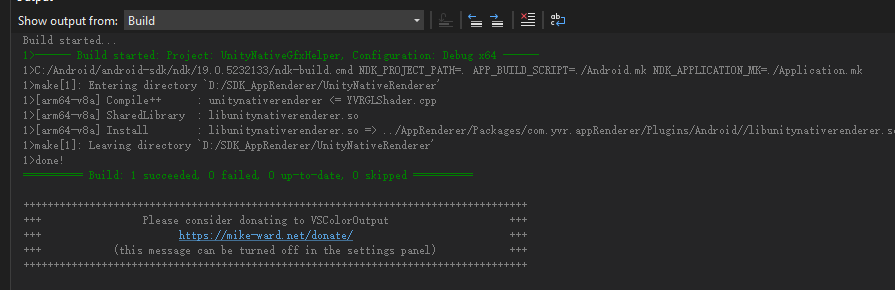 Output
Show output from: Build
Build started...
1>------ Build started: Project: UnityNativeGfxHelper, Configuration: Debug x64 ------
1>C:/Android/android-sdk/ndk/19.0.5232133/ndk-build.cmd NDK_PROJECT_PATH=. APP_BUILD_SCRIPT=./Android.mk NDK_APPLICATION_MK=./Application.mk
1>make[1]: Entering directory `D:/SDK_AppRenderer/UnityNativeRenderer'
1>[arm64-v8a] Compile++      : unitynativerenderer <= YVRGLShader.cpp
1>[arm64-v8a] SharedLibrary  : libunitynativerenderer.so
1>[arm64-v8a] Install        : libunitynativerenderer.so => ../AppRenderer/Packages/com.yvr.appRenderer/Plugins/Android//libunitynativerenderer.s
1>make[1]: Leaving directory `D:/SDK_AppRenderer/UnityNativeRenderer'
1>done!
========== Build: 1 succeeded, 0 failed, 0 up-to-date, 0 skipped ==========
++++++++++++++++++++++++++++++++++++++++++++++++++++++++++++++++++++++++++++++++++++
+++ Please consider donating to VSColorOutput +++
+++ https://mike-ward.net/donate/ +++
+++ (this message can be turned off in the settings panel) +++
++++++++++++++++++++++++++++++++++++++++++++++++++++++++++++++++++++++++++++++++++++